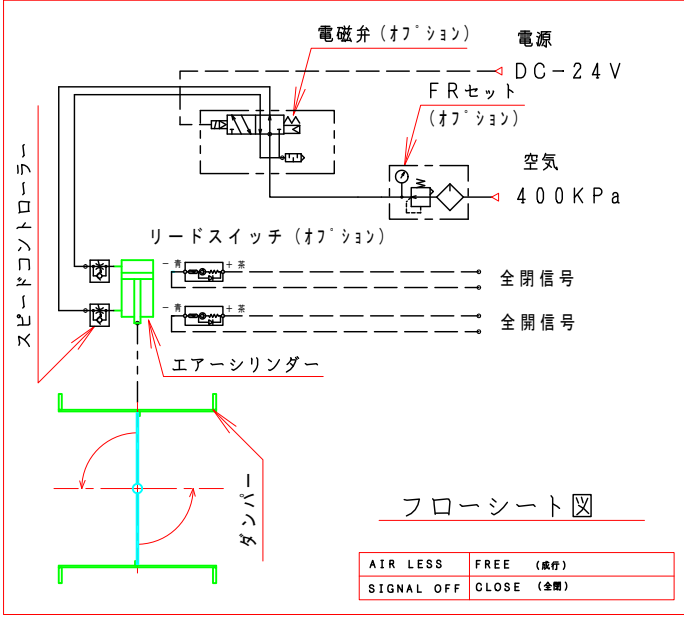 電磁弁(オプション)
電源
DC-24V
FRセット
(オプション)
空気
400KPa
スピードコントローラー
リードスイッチ(オプション)
- 青
+ 茶
全閉信号
- 青
+ 茶
全開信号
エアーシリンダー
ダンパー
フローシート図
AIR LESS FREE (成行)
SIGNAL OFF CLOSE (全閉)